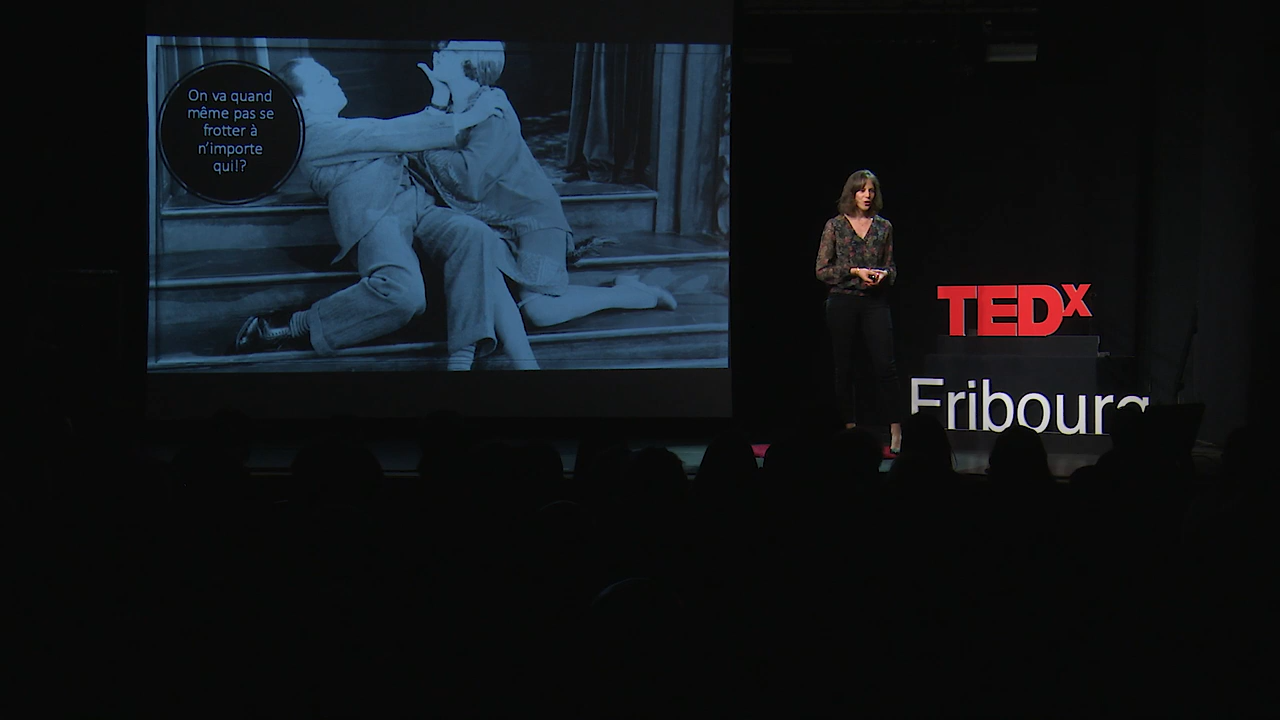 On va quand
même pas se
frotter à
n'importe
qui!?
TEDx
Fribourg